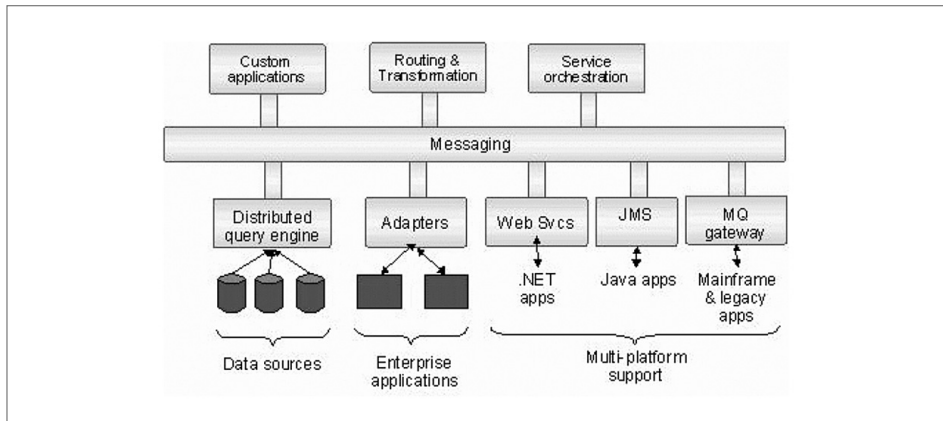 Custom
applications
Routing &
Transformation
Service
orchestration
Messaging
Distributed
query engine
Adapters
Web Svcs
JMS
MQ
gateway
.NET
apps
Java apps
Mainframe
& legacy
apps
Data sources
Enterprise
applications
Multi-platform
support